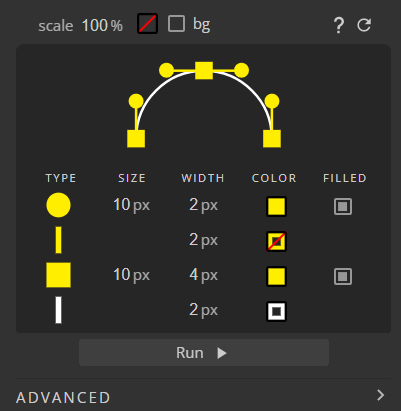 scale 100 % bg ?
TYPE SIZE WIDTH COLOR FILLED
10 px 2 px
2 px
10 px 4 px
2 px
Run
ADVANCED